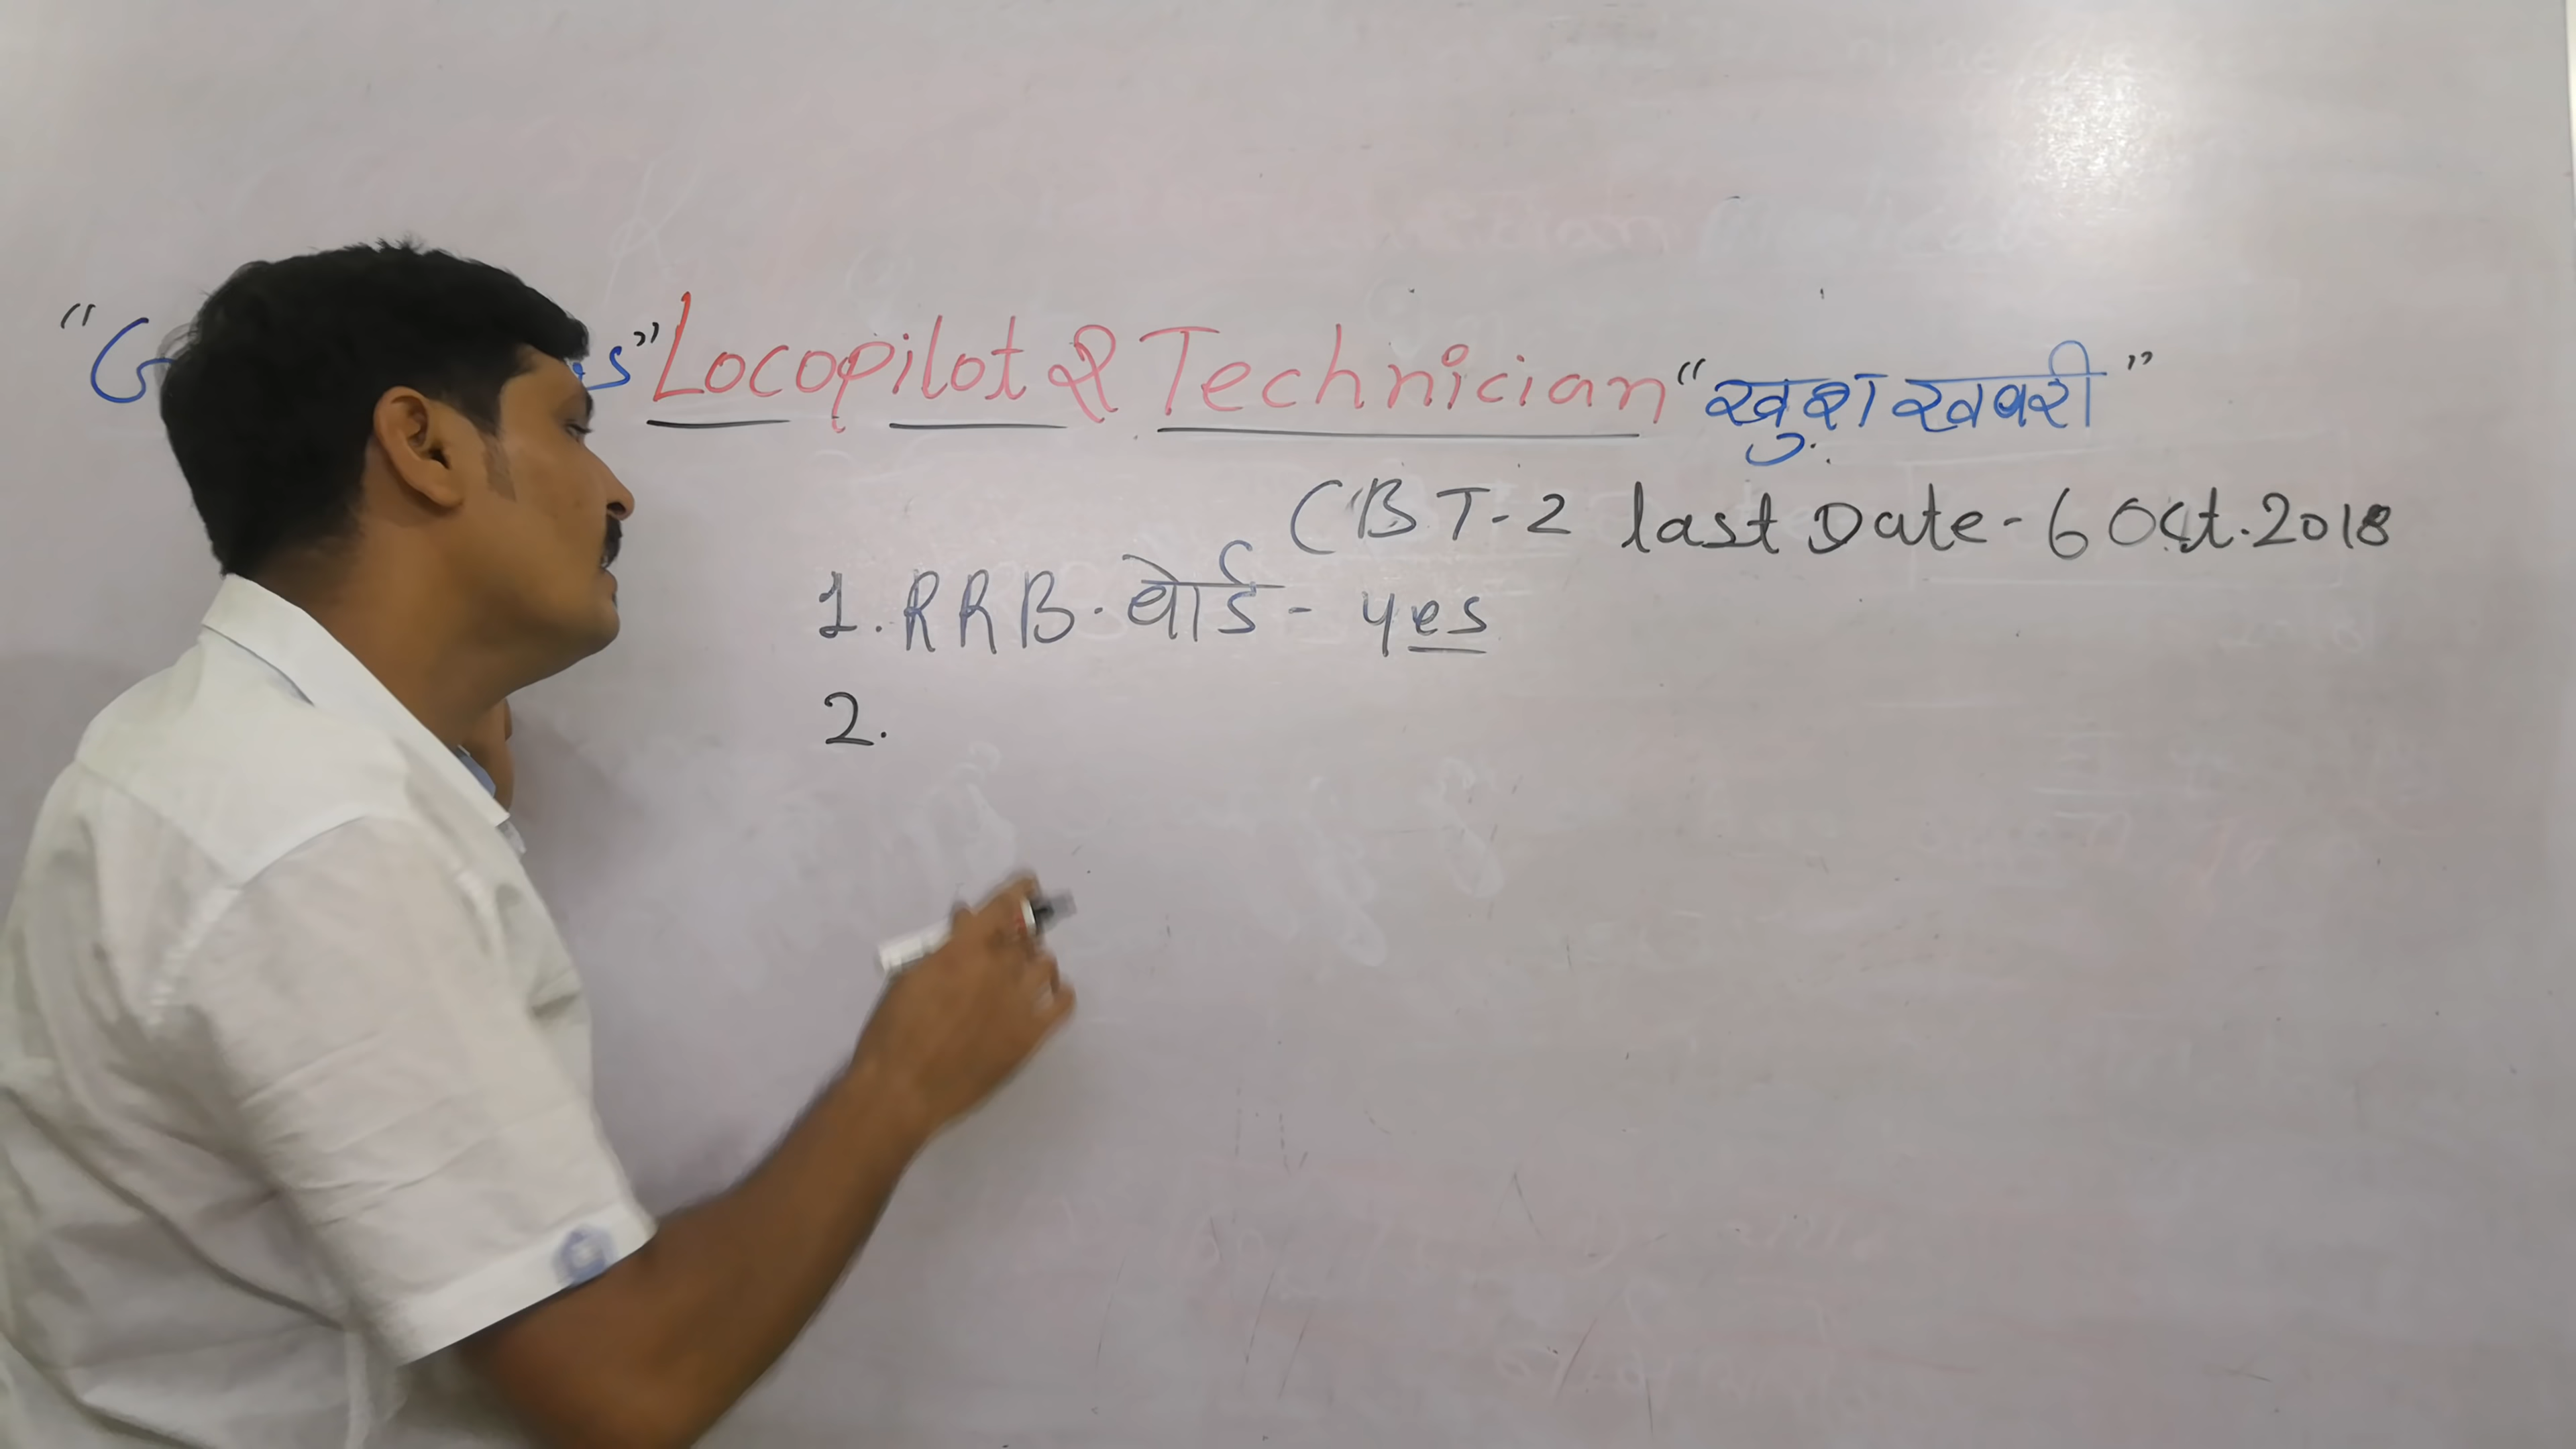 Locopilot & Technician "खुश खबरी"
CBT-2 last Date-6 Oct.2018
1. RRB. बोर्ड - yes
2.